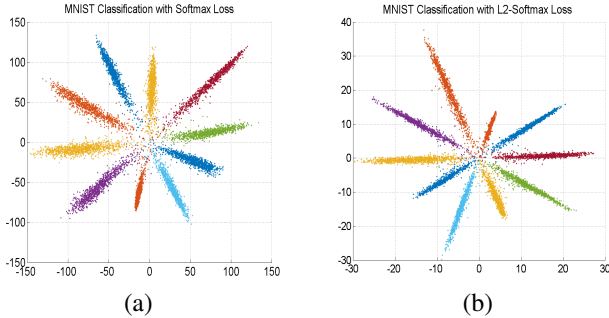 MNIST Classification with Softmax Loss
150
100
50
0
-50
-100
-150
-150 -100 -50 0 50 100 150
(a)
MNIST Classification with L2-Softmax Loss
40
30
20
10
0
-10
-20
-30
-30 -20 -10 0 10 20 30
(b)